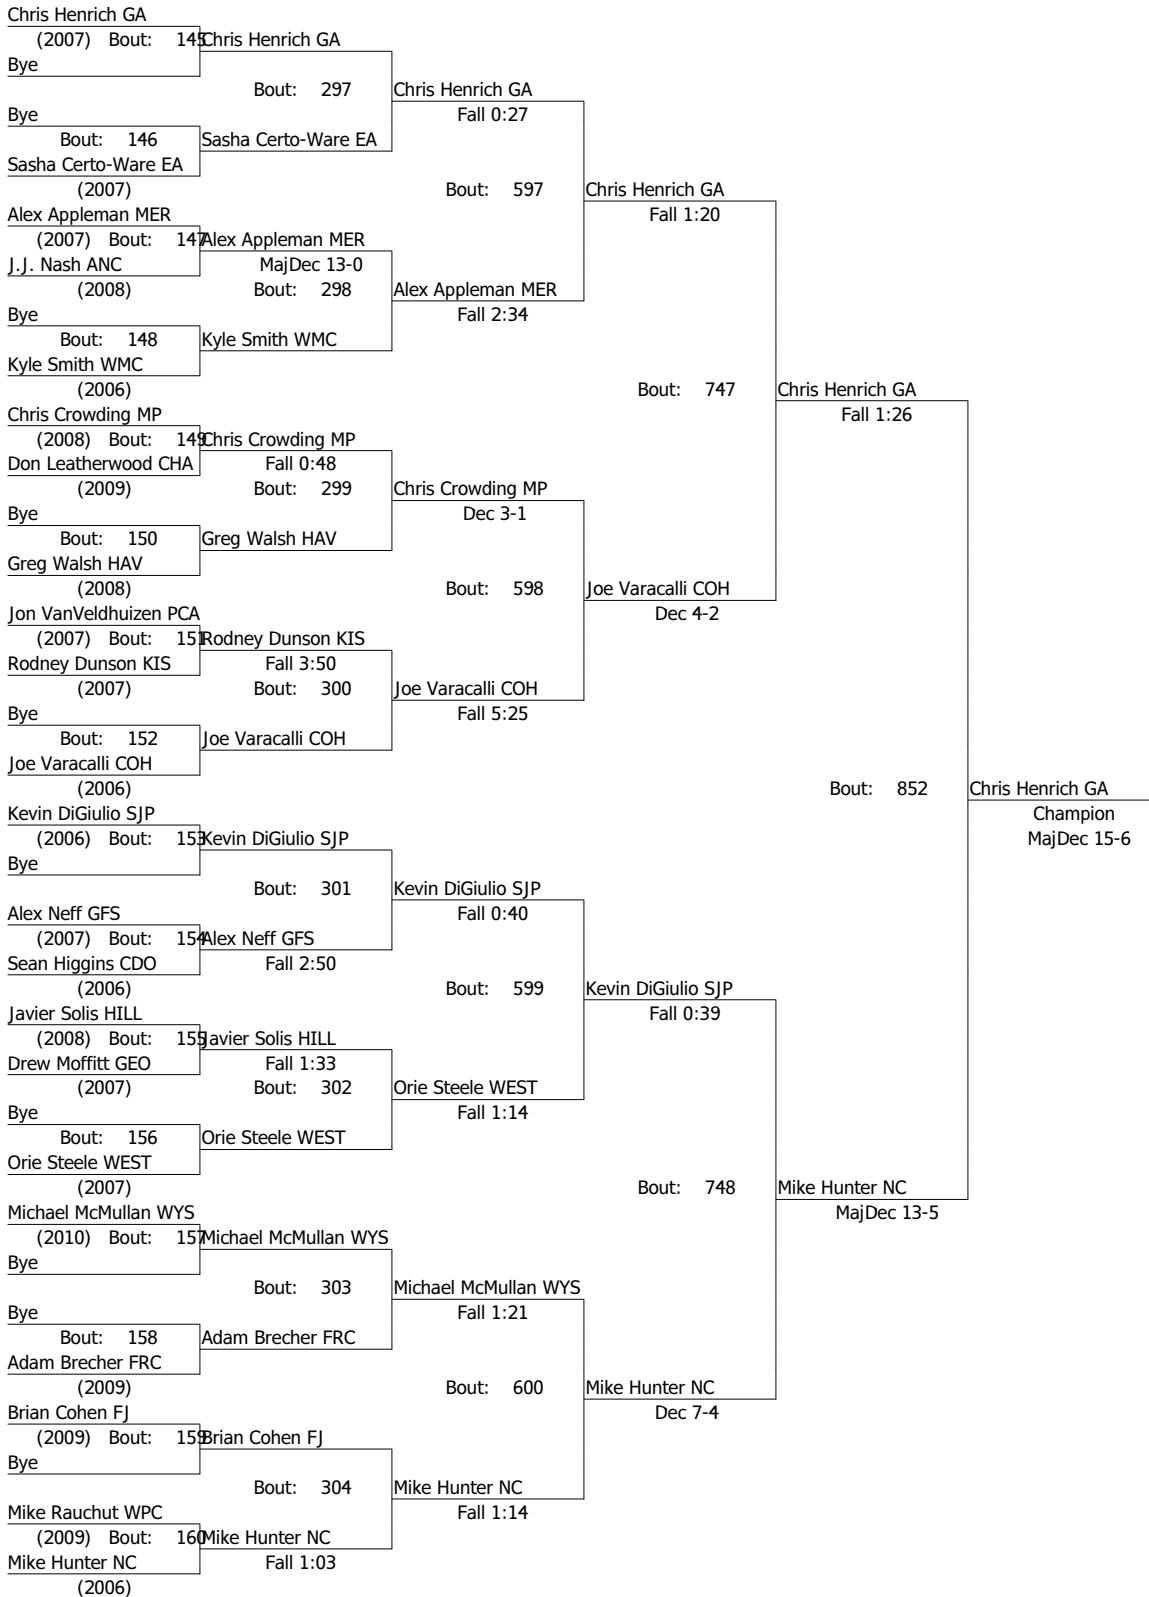 Chris Henrich GA
(2007) Bout: 145
Chris Henrich GA
Bye
Bout: 297
Chris Henrich GA
Fall 0:27
Bye
Bout: 146
Sasha Certo-Ware EA
Sasha Certo-Ware EA
(2007)
Bout: 597
Chris Henrich GA
Fall 1:20
Alex Appleman MER
(2007) Bout: 147
Alex Appleman MER
MajDec 13-0
J.J. Nash ANC
(2008)
Bout: 298
Alex Appleman MER
Fall 2:34
Bye
Bout: 148
Kyle Smith WMC
Kyle Smith WMC
(2006)
Bout: 747
Chris Henrich GA
Fall 1:26
Chris Crowding MP
(2008) Bout: 149
Chris Crowding MP
Fall 0:48
Don Leatherwood CHA
(2009)
Bout: 299
Chris Crowding MP
Dec 3-1
Bye
Bout: 150
Greg Walsh HAV
Greg Walsh HAV
(2008)
Bout: 598
Joe Varacalli COH
Dec 4-2
Jon VanVeldhuizen PCA
(2007) Bout: 151
Rodney Dunson KIS
Fall 3:50
Rodney Dunson KIS
(2007)
Bout: 300
Joe Varacalli COH
Fall 5:25
Bye
Bout: 152
Joe Varacalli COH
Joe Varacalli COH
(2006)
Bout: 852
Chris Henrich GA
Champion
MajDec 15-6
Kevin DiGiulio SJP
(2006) Bout: 153
Kevin DiGiulio SJP
Bye
Bout: 301
Kevin DiGiulio SJP
Fall 0:40
Alex Neff GFS
(2007) Bout: 154
Alex Neff GFS
Fall 2:50
Sean Higgins CDO
(2006)
Bout: 599
Kevin DiGiulio SJP
Fall 0:39
Javier Solis HILL
(2008) Bout: 155
Javier Solis HILL
Fall 1:33
Drew Moffitt GEO
(2007)
Bout: 302
Orie Steele WEST
Fall 1:14
Bye
Bout: 156
Orie Steele WEST
Orie Steele WEST
(2007)
Bout: 748
Mike Hunter NC
MajDec 13-5
Michael McMullan WYS
(2010) Bout: 157
Michael McMullan WYS
Bye
Bout: 303
Michael McMullan WYS
Fall 1:21
Bye
Bout: 158
Adam Brecher FRC
Adam Brecher FRC
(2009)
Bout: 600
Mike Hunter NC
Dec 7-4
Brian Cohen FJ
(2009) Bout: 159
Brian Cohen FJ
Bye
Bout: 304
Mike Hunter NC
Fall 1:14
Mike Rauchut WPC
(2009) Bout: 160
Mike Hunter NC
Fall 1:03
Mike Hunter NC
(2006)